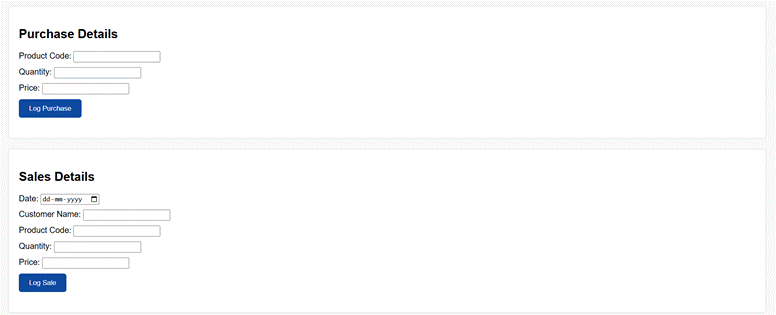 Purchase Details
Product Code:
Quantity:
Price:
Log Purchase
Sales Details
Date: dd-mm-yyyy
Customer Name:
Product Code:
Quantity:
Price:
Log Sale